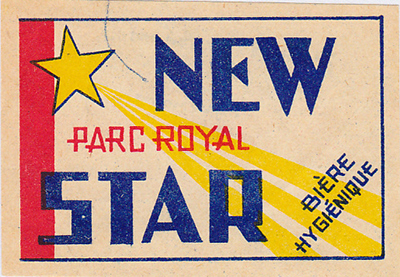 NEW
PARC ROYAL
STAR
BIÈRE
HYGIÉNIQUE